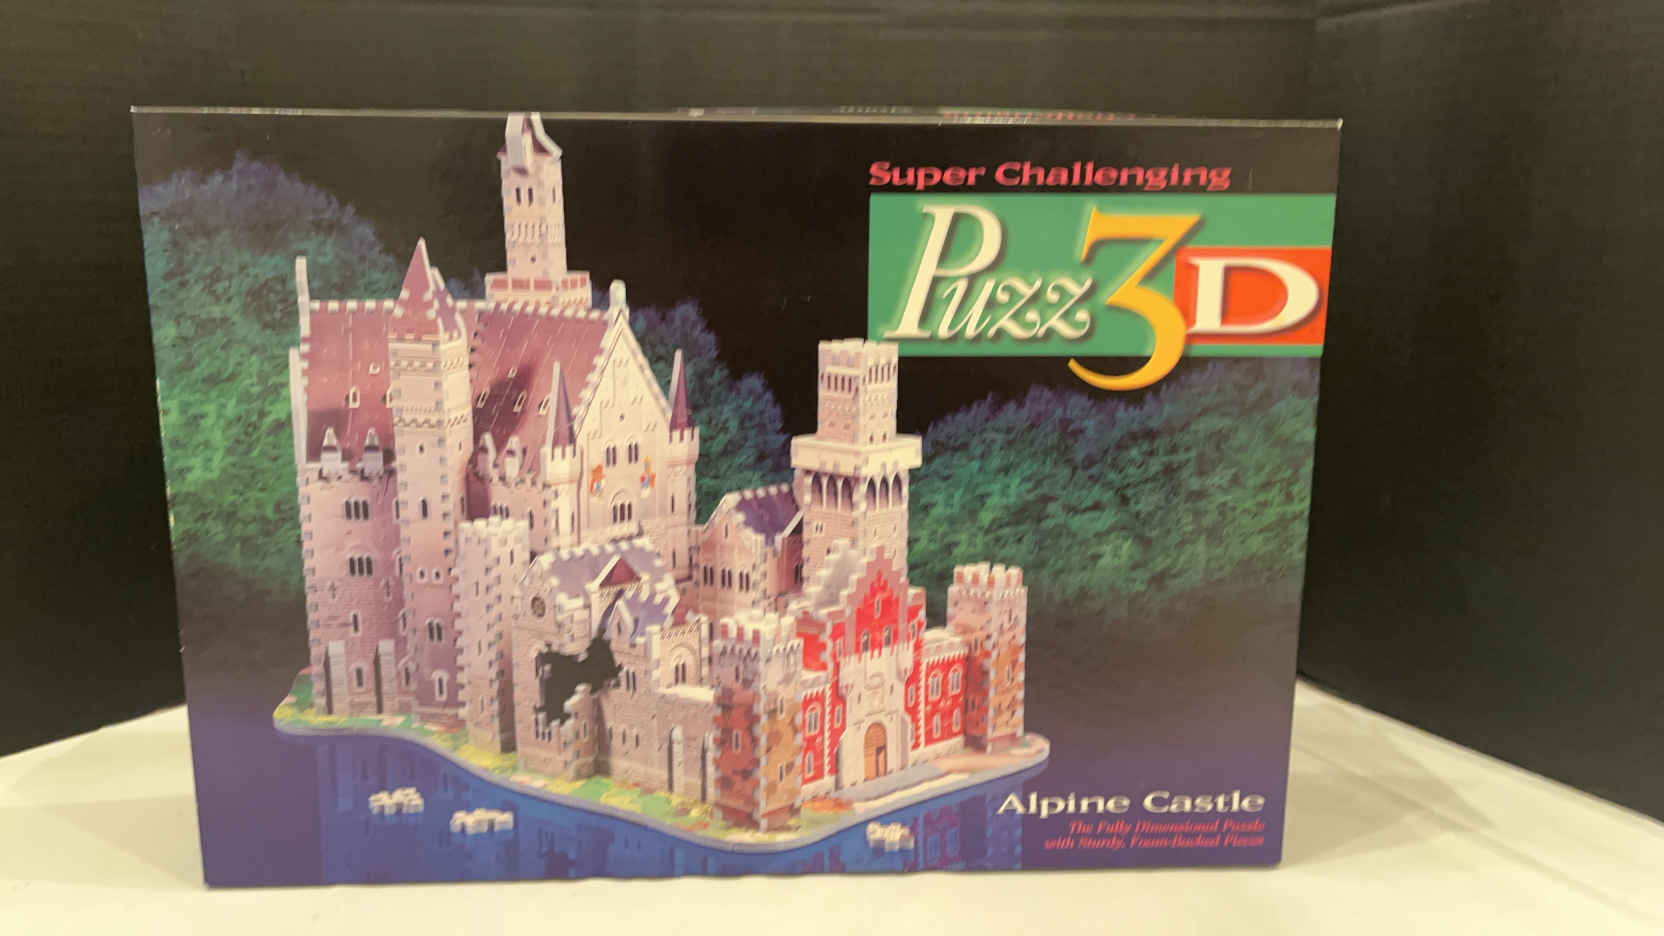 Super Challenging
Puzz3D
Alpine Castle
The Fully Dimensional Puzzle
with Sturdy, Foam-Backed Pieces